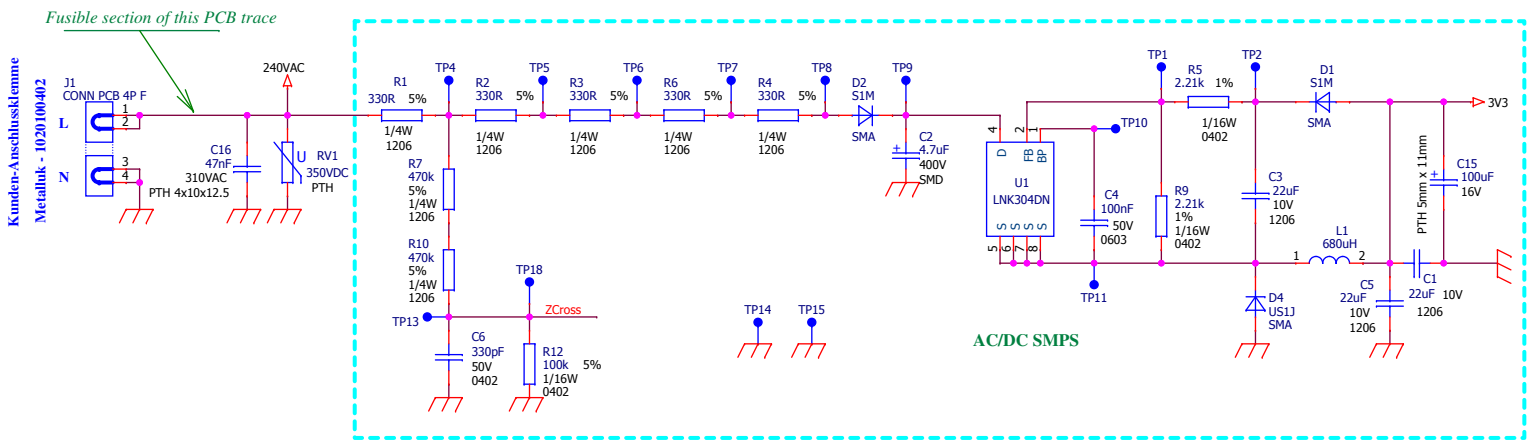 Fusible section of this PCB trace
Kunden-Anschlussklemme
Metalluk - 1020100402
J1
CONN PCB 4P F
L
1
2
N
3
4
240VAC
C16
47nF
310VAC
PTH 4x10x12.5
U
RV1
350VDC
PTH
R1
330R
5%
1/4W
1206
TP4
R2
330R
5%
1/4W
1206
TP5
R3
330R
5%
1/4W
1206
TP6
R6
330R
5%
1/4W
1206
TP7
R4
330R
5%
1/4W
1206
TP8
D2
S1M
SMA
TP9
+
C2
4.7uF
400V
SMD
R7
470k
5%
1/4W
1206
R10
470k
5%
1/4W
1206
TP13
TP18
ZCross
C6
330pF
50V
0402
R12
100k
5%
1/16W
0402
TP14
TP15
4
2
1
D
FB
BP
U1
LNK304DN
S
S
S
S
5
6
7
8
TP10
C4
100nF
50V
0603
TP11
TP1
R5
2.21k
1%
1/16W
0402
R9
2.21k
1%
1/16W
0402
TP2
D1
S1M
SMA
C3
22uF
10V
1206
L1
680uH
1
2
D4
US1J
SMA
C5
22uF
10V
1206
C1
22uF
10V
1206
PTH 5mm x 11mm
+
C15
100uF
16V
3V3
AC/DC SMPS